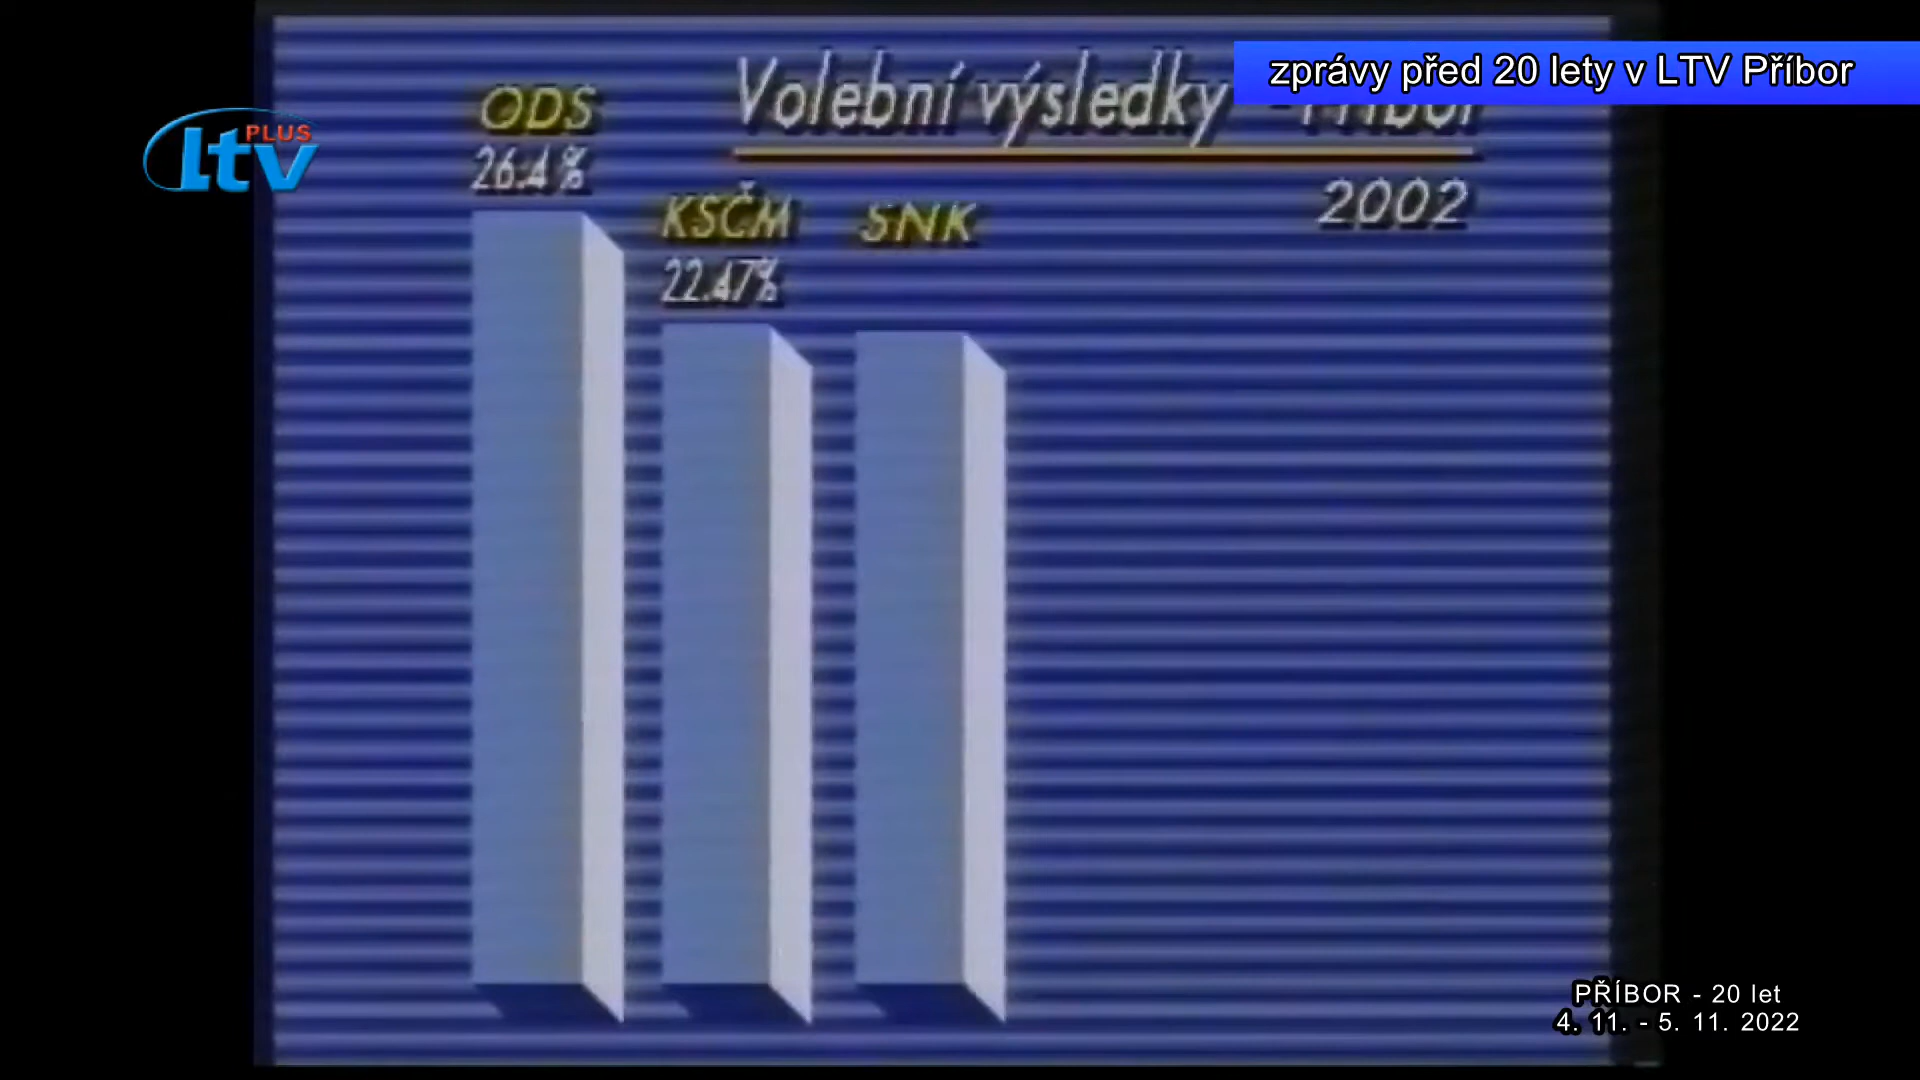 zprávy před 20 lety v LTV Příbor
Volební výsledky - Příbor
2002
ltv PLUS
ODS
26.4%
KSČM
22.47%
SNK
PŘÍBOR - 20 let
4. 11. - 5. 11. 2022